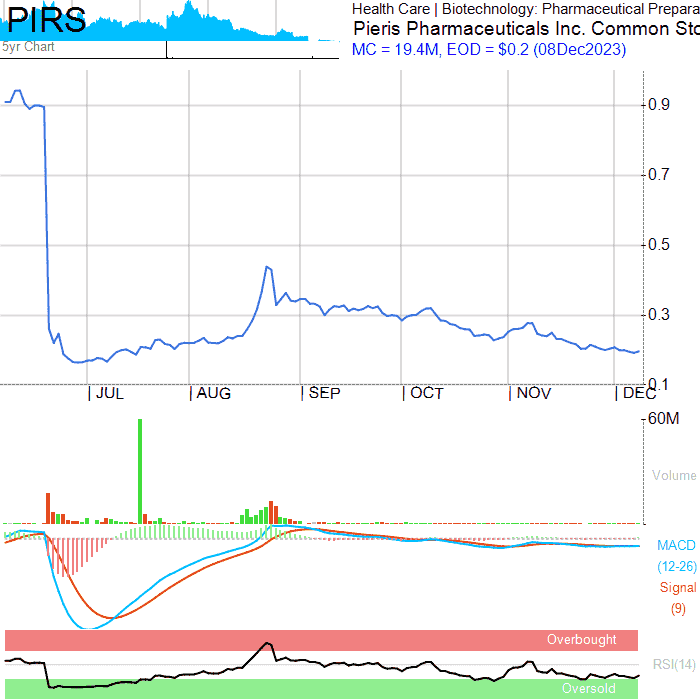 PIRS
5yr Chart
Health Care | Biotechnology: Pharmaceutical Prepara
Pieris Pharmaceuticals Inc. Common Sto
MC = 19.4M, EOD = $0.2 (08Dec2023)
0.9
0.7
0.5
0.3
0.1
JUL AUG SEP OCT NOV DEC
60M
Volume
MACD
(12-26)
Signal
(9)
Overbought
RSI(14)
Oversold